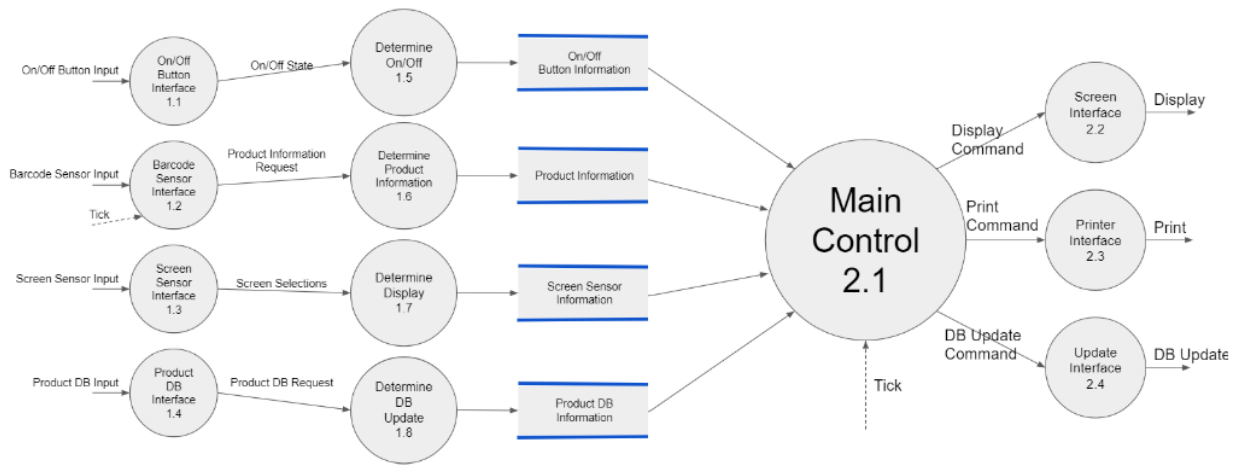 On/Off Button Input
On/Off
Button
Interface
1.1
On/Off State
Determine
On/Off
1.5
On/Off
Button Information
Barcode Sensor Input
Tick
Barcode
Sensor
Interface
1.2
Product Information
Request
Determine
Product
Information
1.6
Product Information
Screen Sensor Input
Screen
Sensor
Interface
1.3
Screen Selections
Determine
Display
1.7
Screen Sensor
Information
Product DB Input
Product
DB
Interface
1.4
Product DB Request
Determine
DB
Update
1.8
Product DB
Information
Main
Control
2.1
Tick
Display
Command
Screen
Interface
2.2
Display
Print
Command
Printer
Interface
2.3
Print
DB Update
Command
Update
Interface
2.4
DB Update